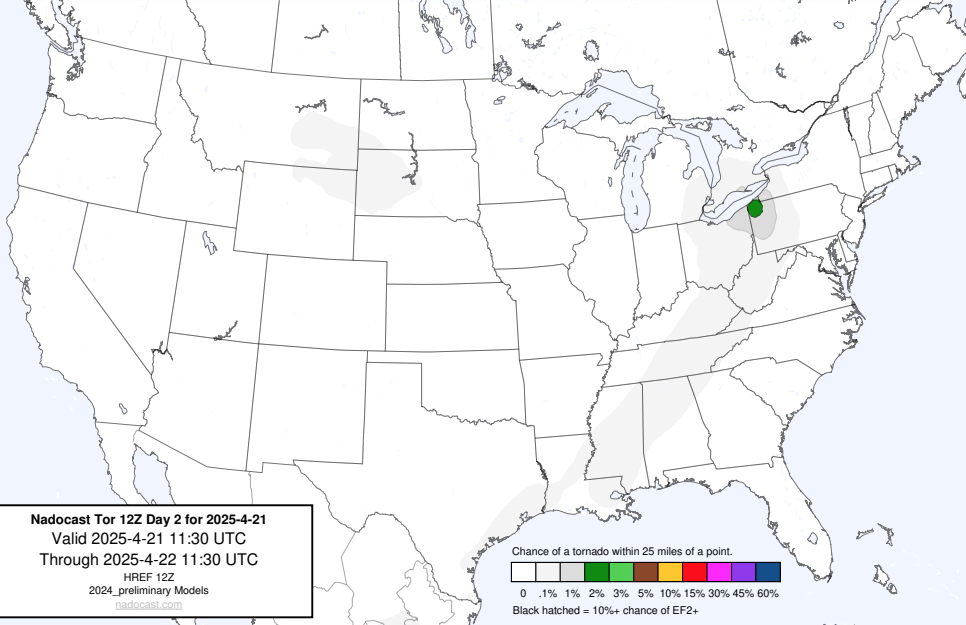 Nadocast Tor 12Z Day 2 for 2025-4-21
Valid 2025-4-21 11:30 UTC
Through 2025-4-22 11:30 UTC
HREF 12Z
2024_preliminary Models
nadocast.com
Chance of a tornado within 25 miles of a point.
0 .1% 1% 2% 3% 5% 10% 15% 30% 45% 60%
Black hatched = 10%+ chance of EF2+